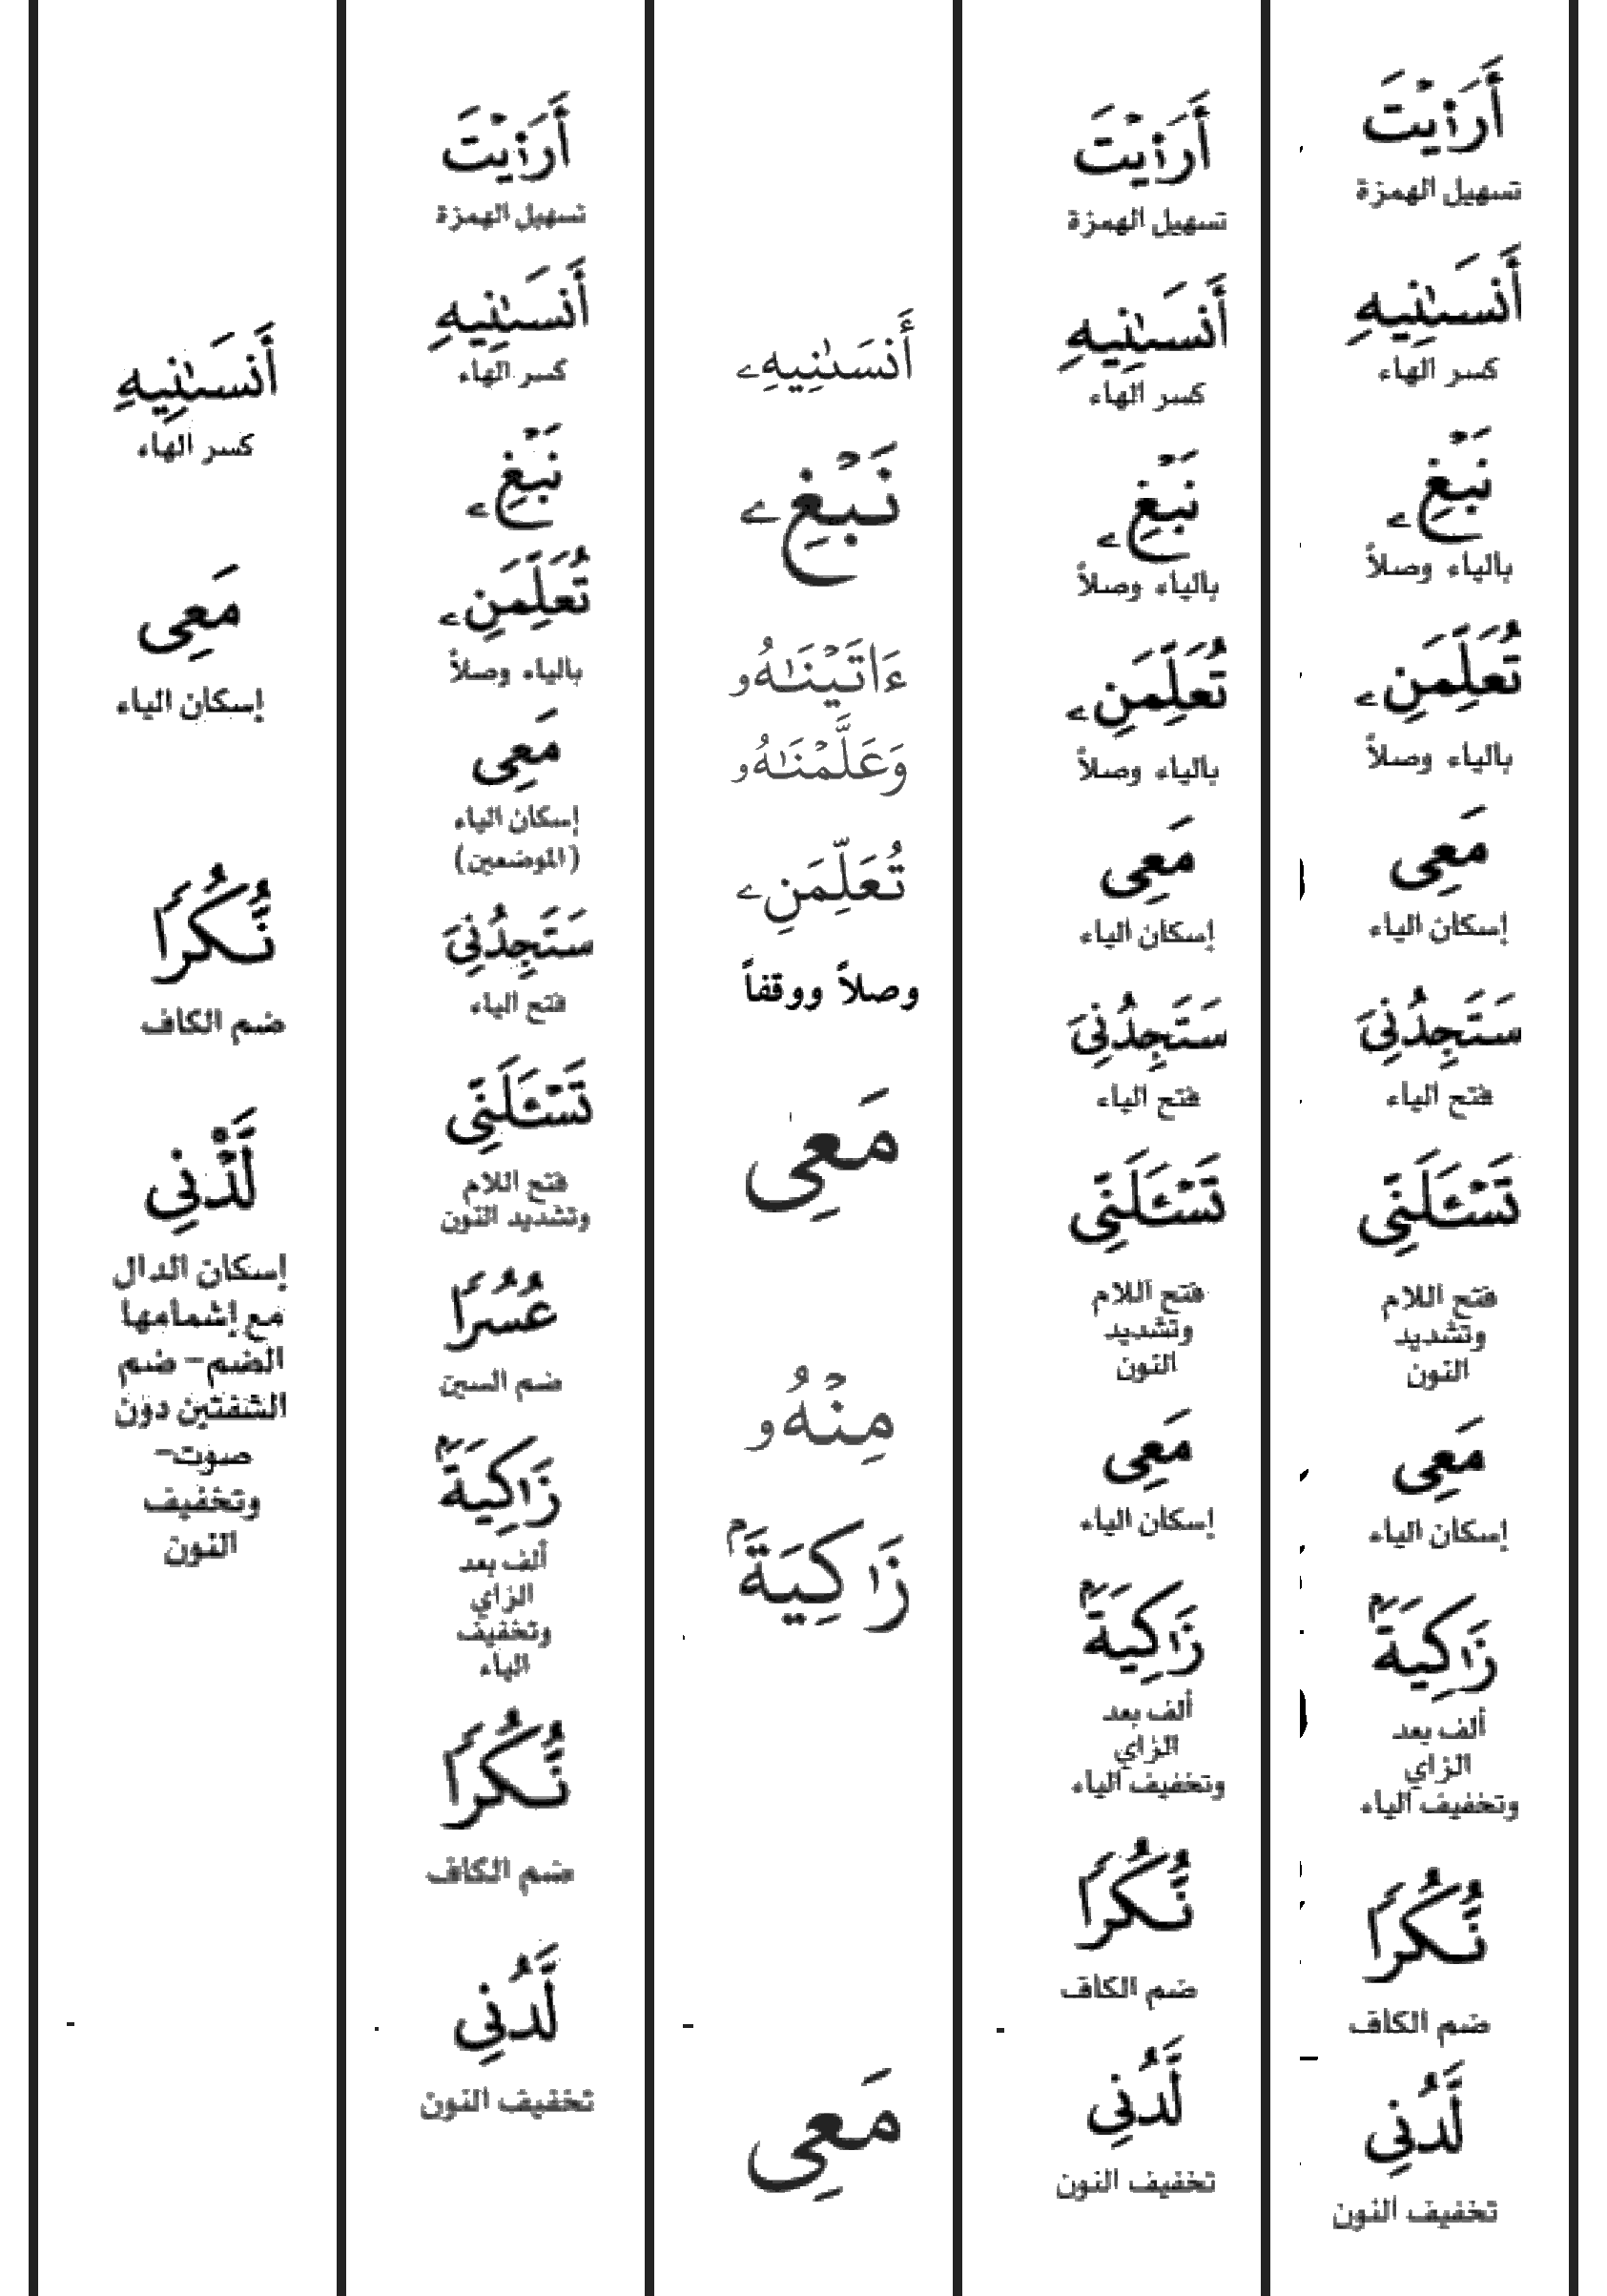 أَرَٰيْتَ
تسهيل الهمزة
أَنسَىٰنِيهِ
كسر الهاء
نَبْغِۦ
بالياء وصلاً
تُعَلِّمَنِۦ
بالياء وصلاً
مَعِى
إسكان الياء
سَتَجِدُنِىَ
فتح الياء
تَسْـَٔلَنِّى
فتح اللام
وتشديد
النون
مَعِى
إسكان الياء
زَٰكِيَةَۢ
ألف بعد
الزاي
وتخفيف الياء
نُّكُرًا
ضم الكاف
لَّدُنِى
تخفيف النون
أَرَٰيْتَ
تسهيل الهمزة
أَنسَىٰنِيهِ
كسر الهاء
نَبْغِۦ
بالياء وصلاً
تُعَلِّمَنِۦ
بالياء وصلاً
مَعِى
إسكان الياء
سَتَجِدُنِىَ
فتح الياء
تَسْـَٔلَنِّى
فتح اللام
وتشديد
النون
مَعِى
إسكان الياء
زَٰكِيَةَۢ
ألف بعد
الزاي
وتخفيف الياء
نُّكُرًا
ضم الكاف
لَّدُنِى
تخفيف النون
أَنسَىٰنِيهِۦ
نَبْغِۦ
ءَاتَيْنَٰهُۥ
وَعَلَّمْنَٰهُۥ
تُعَلِّمَنِۦ
وصلاً ووقفاً
مَعِى
مِنْهُۥ
زَٰكِيَةَۢ
مَعِى
أَرَٰيْتَ
تسهيل الهمزة
أَنسَىٰنِيهِ
كسر الهاء
نَبْغِۦ
تُعَلِّمَنِۦ
بالياء وصلاً
مَعِى
إسكان الياء
(الموضعين)
سَتَجِدُنِىَ
فتح الياء
تَسْـَٔلَنِّى
فتح اللام
وتشديد النون
عُسُرًا
ضم السين
زَٰكِيَةَۢ
ألف بعد
الزاي
وتخفيف
الياء
نُّكُرًا
ضم الكاف
لَّدُنِى
تخفيف النون
أَنسَىٰنِيهِ
كسر الهاء
مَعِى
إسكان الياء
نُّكُرًا
ضم الكاف
لَّدْنِى
إسكان الدال
مع إشمامها
الضم – ضم
الشفتين دون
صوت–
وتخفيف
النون